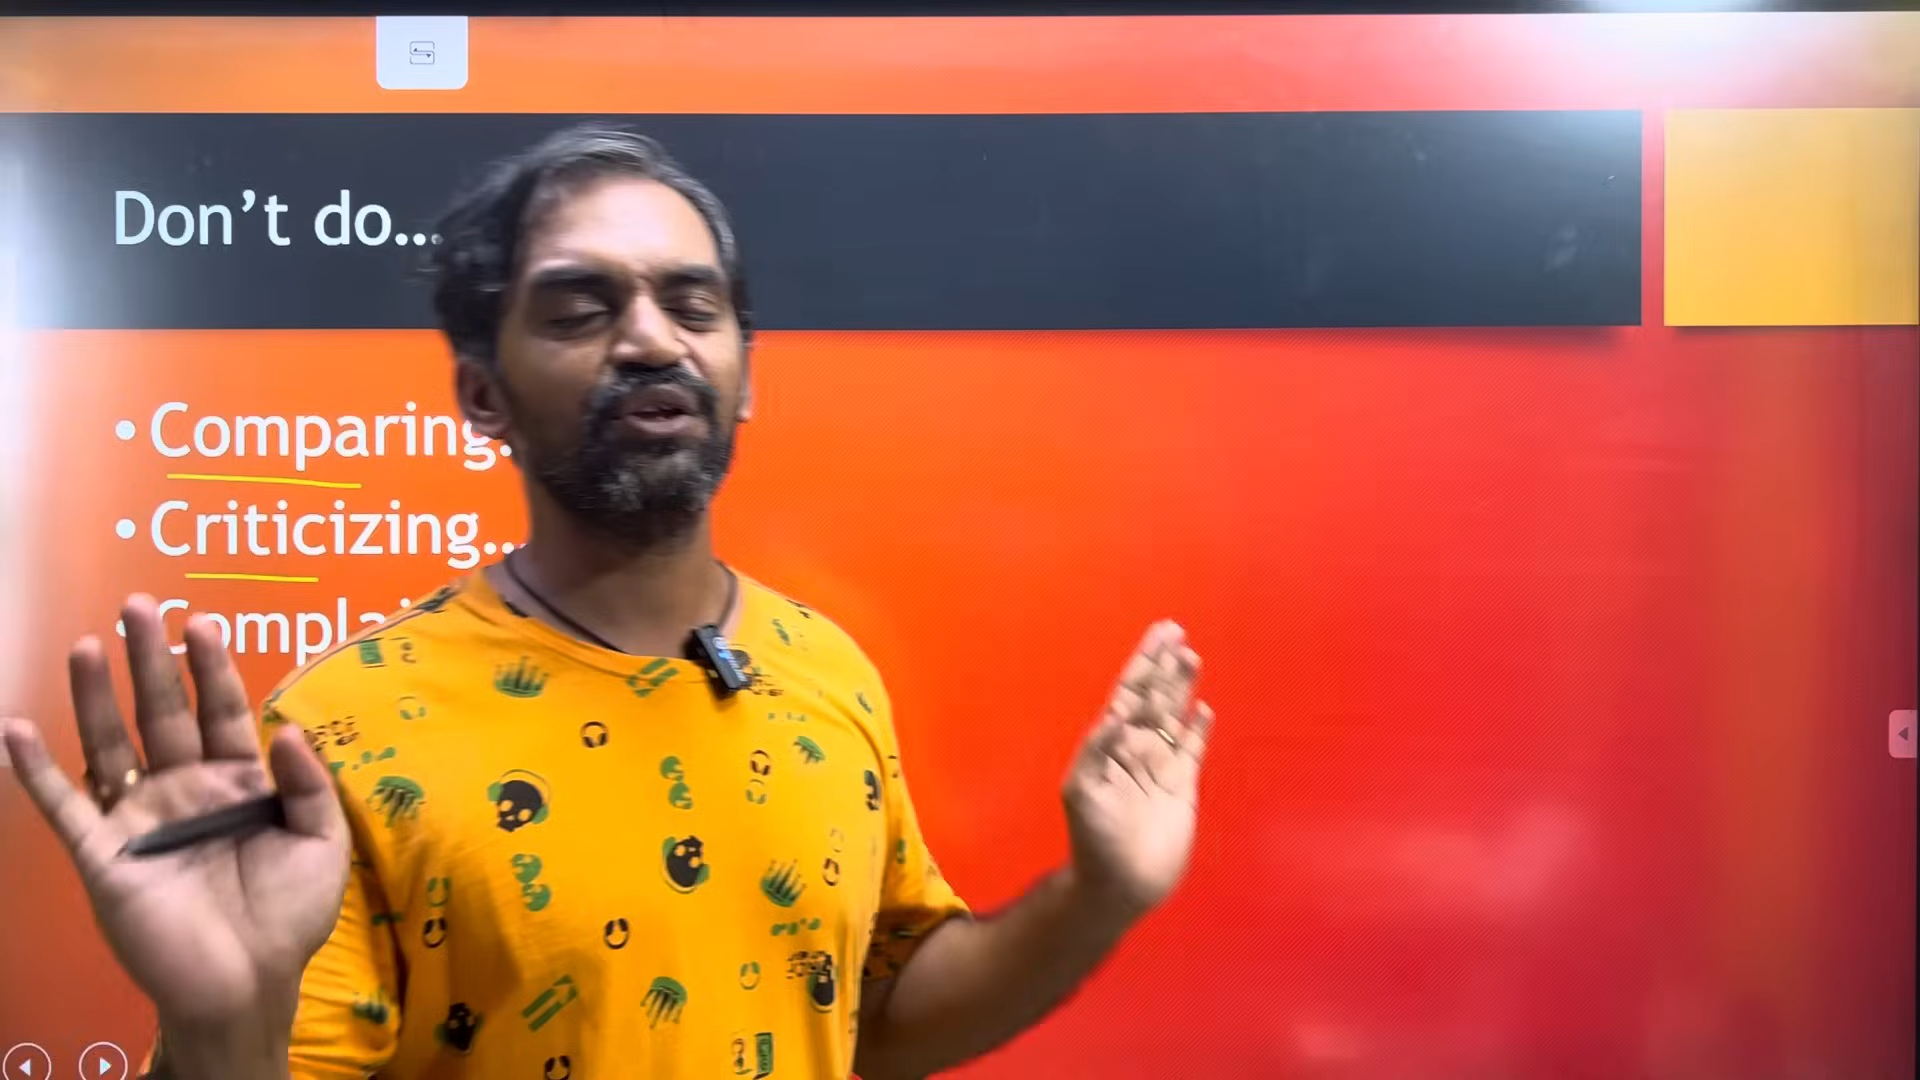 Don’t do...
• Comparing.
• Criticizing...